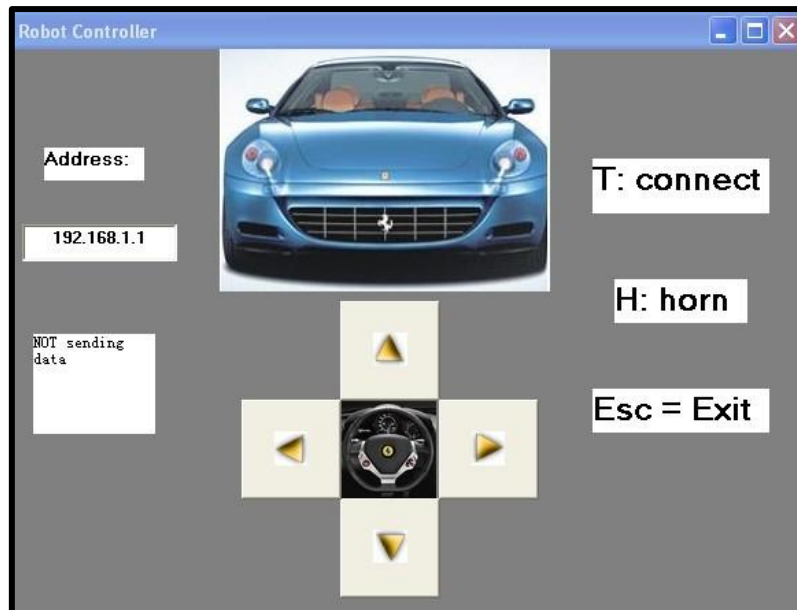 Robot Controller
Address:
192.168.1.1
NOT sending
data
T: connect
H: horn
Esc = Exit